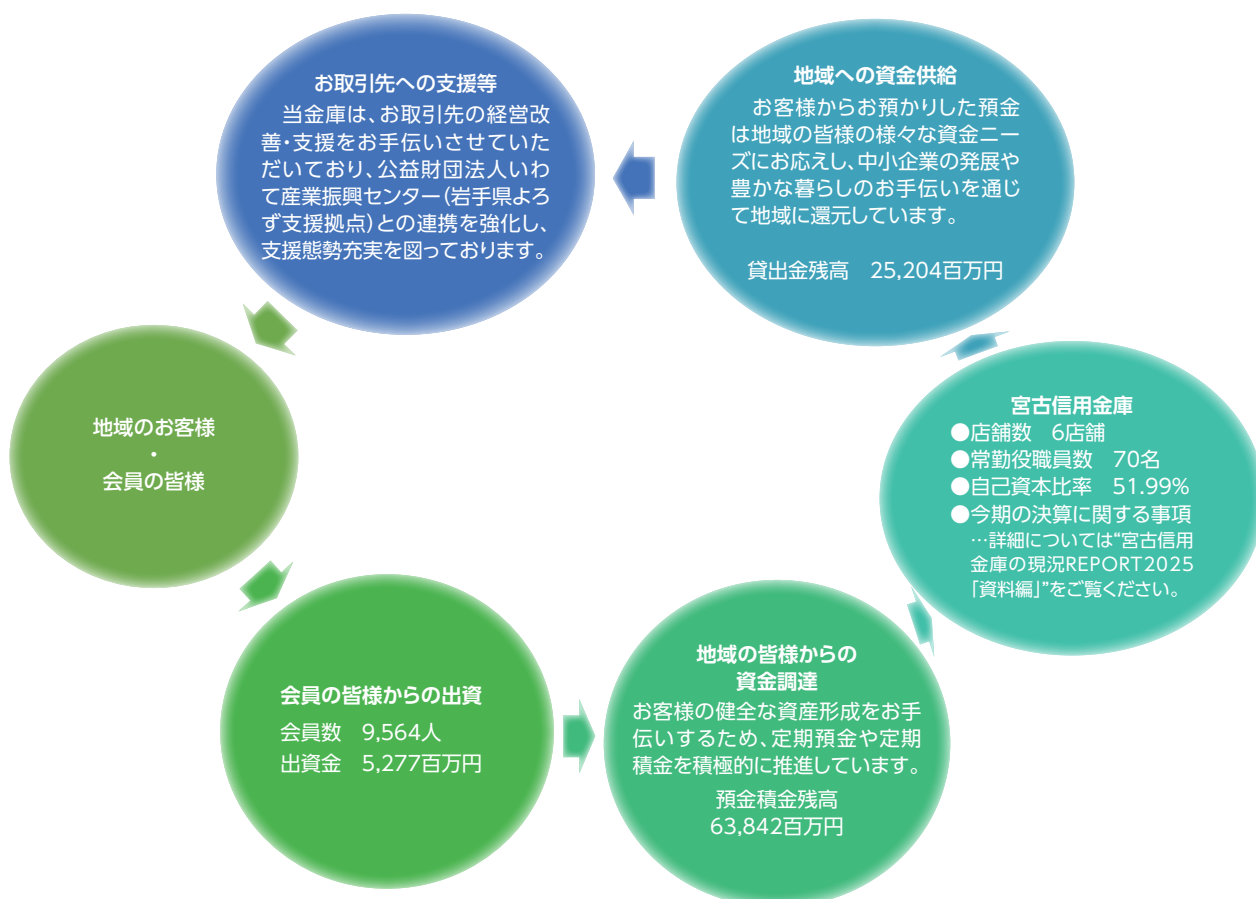 お取引先への支援等
当金庫は、お取引先の経営改
善・支援をお手伝いさせていた
だいており、公益財団法人いわ
て産業振興センター(岩手県よろ
ず支援拠点)との連携を強化し、
支援態勢充実を図っております。
地域への資金供給
お客様からお預かりした預金
は地域の皆様の様々な資金ニー
ズにお応えし、中小企業の発展や
豊かな暮らしのお手伝いを通じ
て地域に還元しています。
貸出金残高　25,204百万円
宮古信用金庫
●店舗数　6店舗
●常勤役職員数　70名
●自己資本比率　51.99%
●今期の決算に関する事項
…詳細については“宮古信用
金庫の現況REPORT2025
「資料編」”をご覧ください。
地域のお客様
・
会員の皆様
会員の皆様からの出資
会員数　9,564人
出資金　5,277百万円
地域の皆様からの
資金調達
お客様の健全な資産形成をお手
伝いするため、定期預金や定期
積金を積極的に推進しています。
預金積金残高
63,842百万円